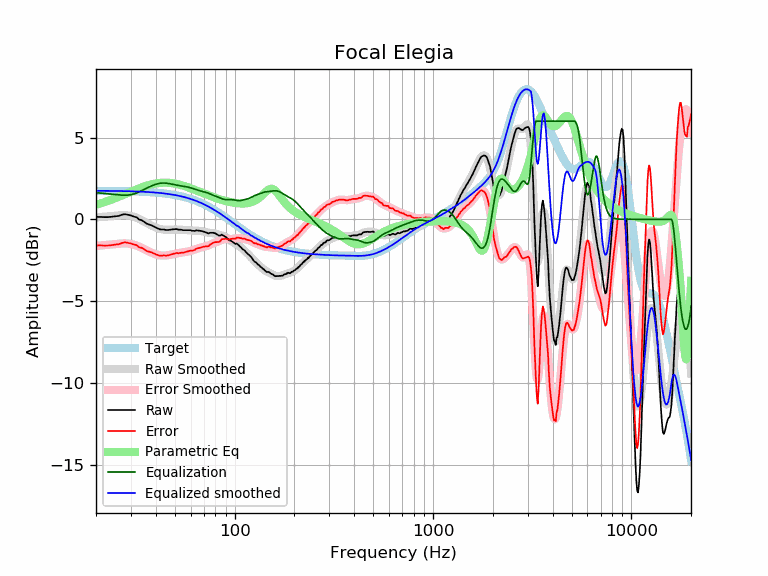 Focal Elegia
Amplitude (dBr)
5
0
−5
−10
−15
Target
Raw Smoothed
Error Smoothed
Raw
Error
Parametric Eq
Equalization
Equalized smoothed
100
1000
10000
Frequency (Hz)